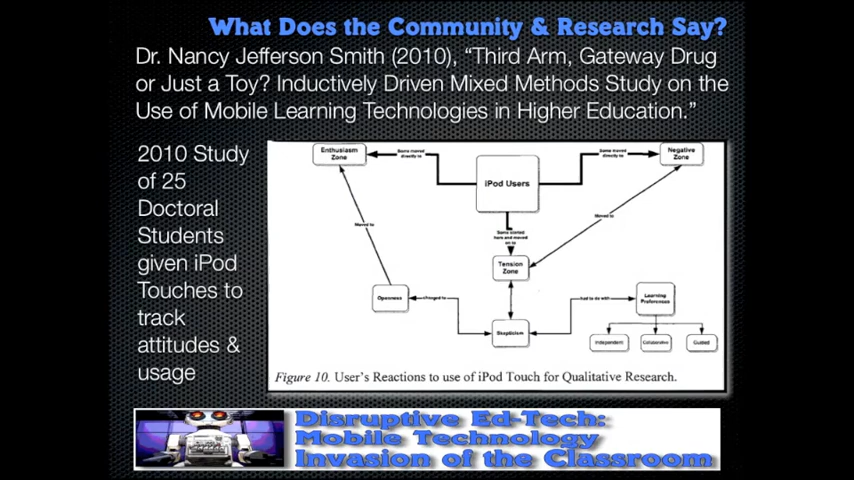 What Does the Community & Research Say?
Dr. Nancy Jefferson Smith (2010), “Third Arm, Gateway Drug
or Just a Toy? Inductively Driven Mixed Methods Study on the
Use of Mobile Learning Technologies in Higher Education.”
2010 Study
of 25
Doctoral
Students
given iPod
Touches to
track
attitudes &
usage
Enthusiasm
Zone
Some moved
directly to
iPod Users
Some moved
directly to
Negative
Zone
Moved to
Some started
here and moved
on to
Moved to
Tension
Zone
Openness
changed to
Skepticism
had to do with
Learning
Preferences
Independent
Collaborative
Guided
Figure 10. User's Reactions to use of iPod Touch for Qualitative Research.
Disruptive Ed-Tech:
Mobile Technology
Invasion of the Classroom